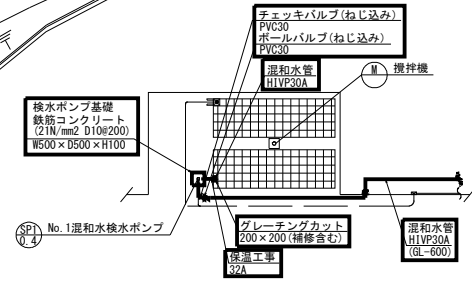 チェッキバルブ(ねじ込み)
PVC30
ボールバルブ(ねじ込み)
PVC30
混和水管
HIVP30A
M 撹拌機
検水ポンプ基礎
鉄筋コンクリート
(21N/mm2 D10@200)
W500×D500×H100
SP1
0.4
No.1混和水検水ポンプ
グレーチングカット
200×200(補修含む)
保温工事
32A
混和水管
HIVP30A
(GL-600)